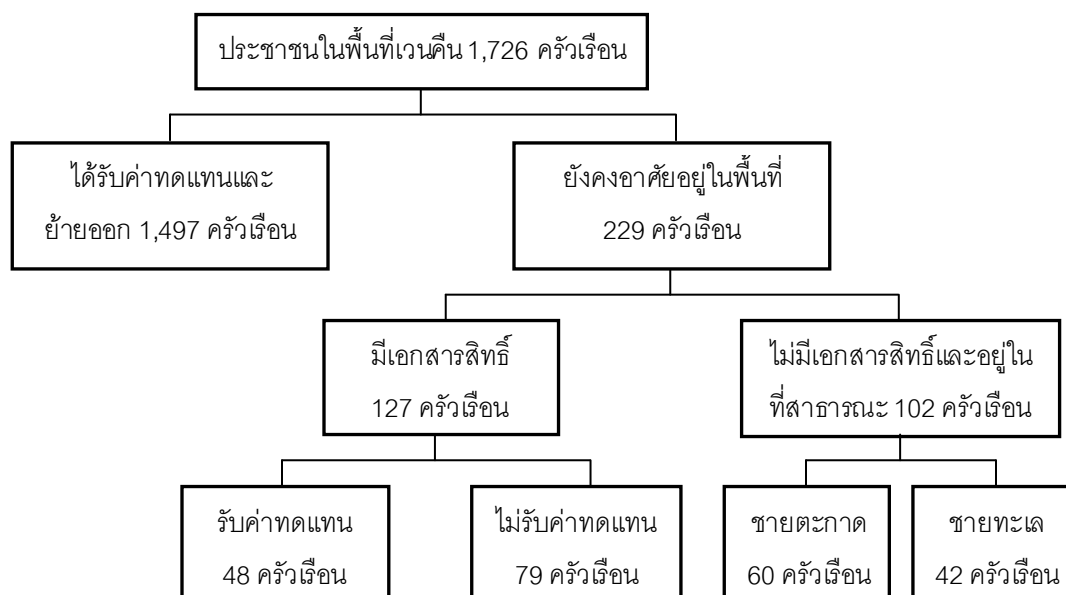 ประชาชนในพื้นที่เวนคืน 1,726 ครัวเรือน
ได้รับค่าทดแทนและ
ย้ายออก 1,497 ครัวเรือน
ยังคงอาศัยอยู่ในพื้นที่
229 ครัวเรือน
มีเอกสารสิทธิ์
127 ครัวเรือน
ไม่มีเอกสารสิทธิ์และอยู่ใน
ที่สาธารณะ 102 ครัวเรือน
รับค่าทดแทน
48 ครัวเรือน
ไม่รับค่าทดแทน
79 ครัวเรือน
ชายตะกาด
60 ครัวเรือน
ชายทะเล
42 ครัวเรือน